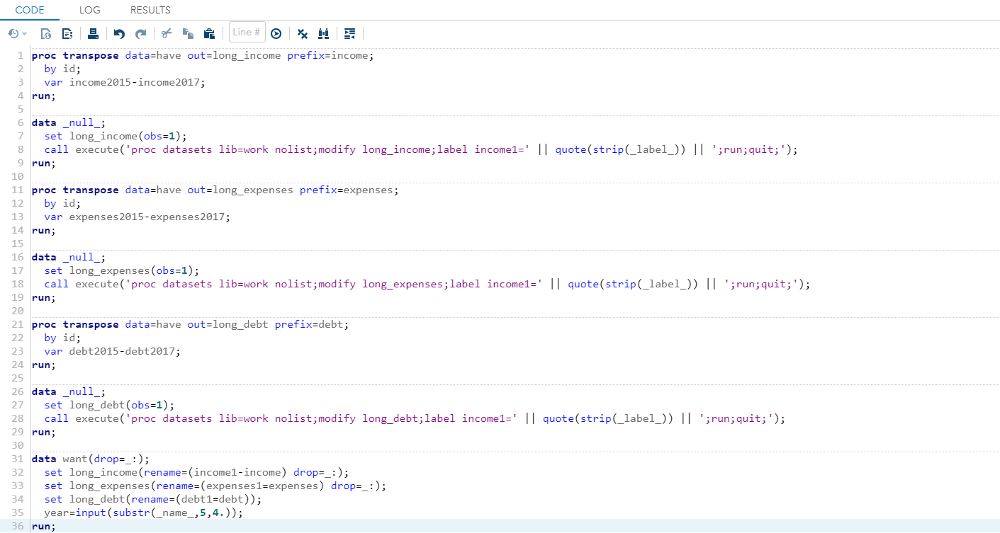 CODE LOG RESULTS
Line #
1 proc transpose data=have out=long_income prefix=income;
2   by id;
3   var income2015-income2017;
4 run;
5
6 data _null_;
7   set long_income(obs=1);
8   call execute('proc datasets lib=work nolist;modify long_income;label income1=' || quote(strip(_label_)) || ';run;quit;');
9 run;
10
11 proc transpose data=have out=long_expenses prefix=expenses;
12   by id;
13   var expenses2015-expenses2017;
14 run;
15
16 data _null_;
17   set long_expenses(obs=1);
18   call execute('proc datasets lib=work nolist;modify long_expenses;label income1=' || quote(strip(_label_)) || ';run;quit;');
19 run;
20
21 proc transpose data=have out=long_debt prefix=debt;
22   by id;
23   var debt2015-debt2017;
24 run;
25
26 data _null_;
27   set long_debt(obs=1);
28   call execute('proc datasets lib=work nolist;modify long_debt;label income1=' || quote(strip(_label_)) || ';run;quit;');
29 run;
30
31 data want(drop=_:);
32   set long_income(rename=(income1-income) drop=_:);
33   set long_expenses(rename=(expenses1=expenses) drop=_:);
34   set long_debt(rename=(debt1=debt));
35   year=input(substr(_name_,5,4.));
36 run;